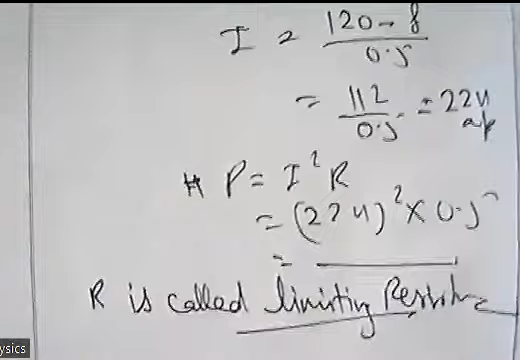 I = 120-8 / 0.5
= 112 / 0.5 = 224 amp
P = I²R
= (224)² × 0.5
=
R is called limiting Resistance
ysics